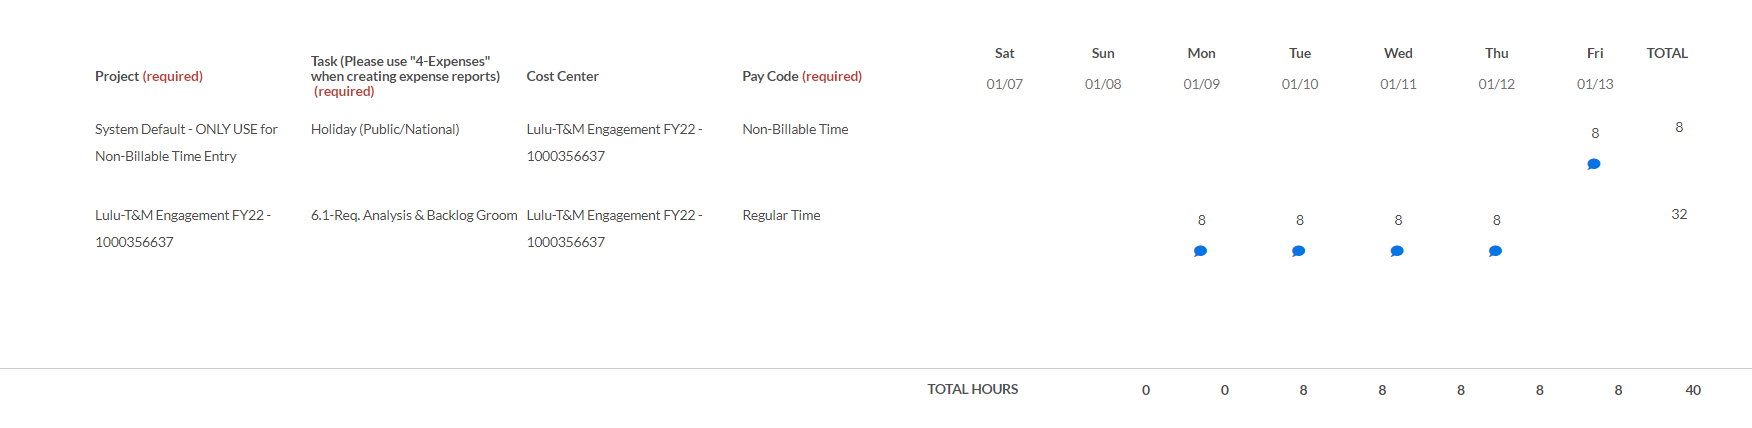 Sat Sun Mon Tue Wed Thu Fri TOTAL
Project (required) Task (Please use "4-Expenses" when creating expense reports) (required) Cost Center Pay Code (required) 01/07 01/08 01/09 01/10 01/11 01/12 01/13
System Default - ONLY USE for Holiday (Public/National) Lulu-T&M Engagement FY22 - Non-Billable Time 8 8
Non-Billable Time Entry 1000356637
Lulu-T&M Engagement FY22 - 6.1-Req. Analysis & Backlog Groom Lulu-T&M Engagement FY22 - Regular Time 8 8 8 8 32
1000356637 1000356637
TOTAL HOURS 0 0 8 8 8 8 8 40